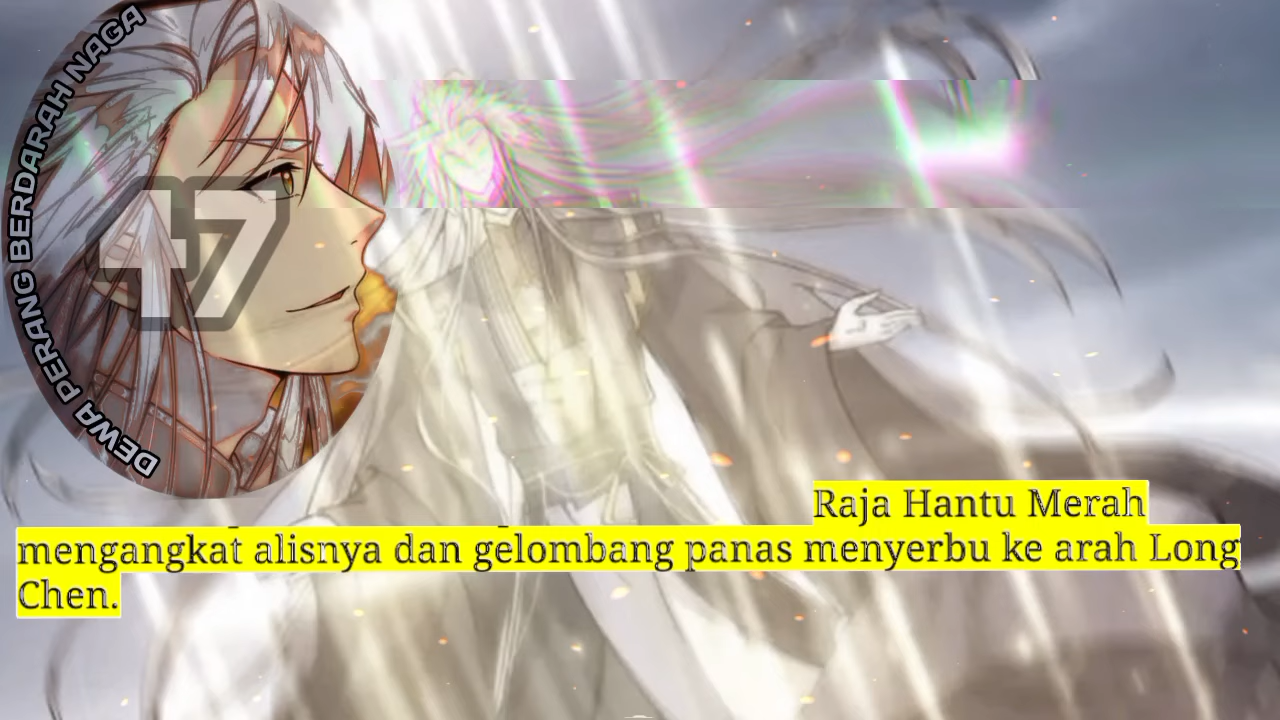 DEWA PERANG BERDARAH NAGA
47
Raja Hantu Merah
mengangkat alisnya dan gelombang panas menyerbu ke arah Long
Chen.